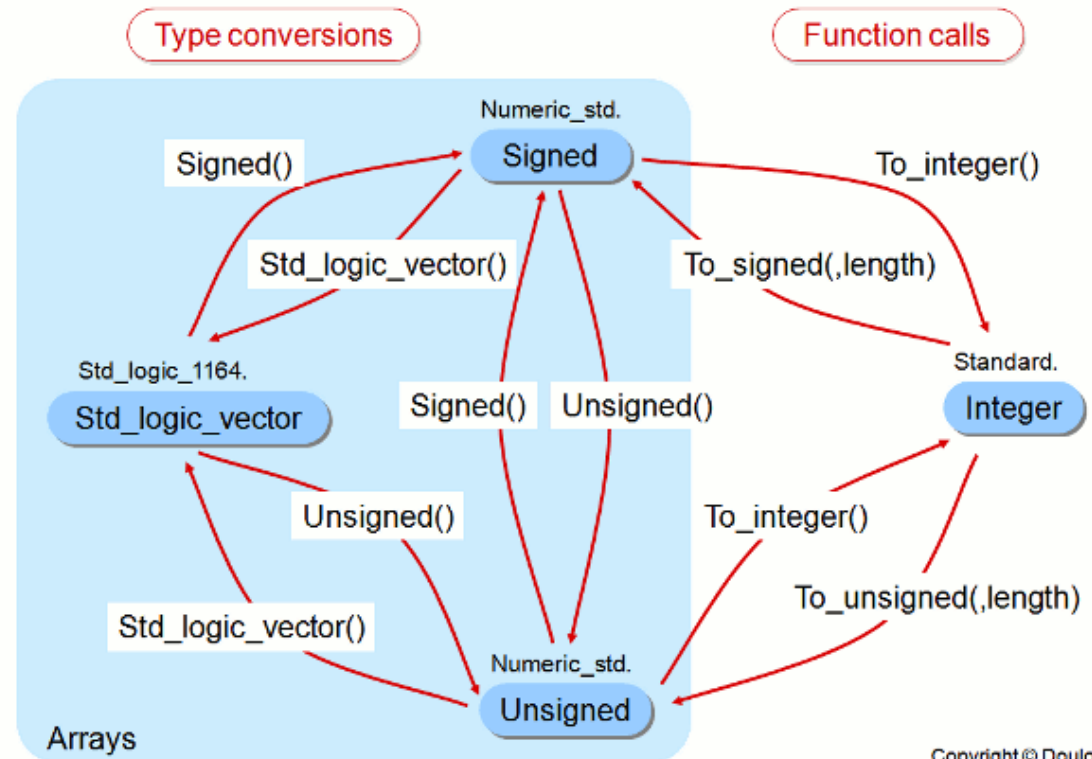 Type conversions
Function calls
Numeric_std.
Signed
Signed()
To_integer()
Std_logic_vector()
To_signed(,length)
Std_logic_1164.
Std_logic_vector
Signed()
Unsigned()
Standard.
Integer
Unsigned()
To_integer()
Std_logic_vector()
To_unsigned(,length)
Numeric_std.
Unsigned
Arrays
Copyright ©